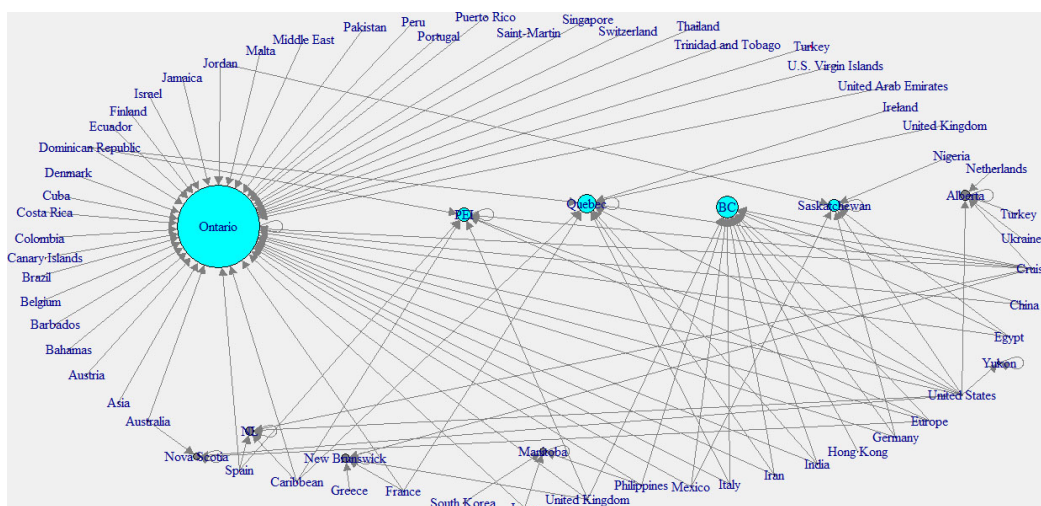 Puerto Rico
Singapore
Peru
Thailand
Pakistan
Portugal
Saint-Martin
Switzerland
Middle East
Trinidad and Tobago
Turkey
Malta
Jordan
U.S. Virgin Islands
Jamaica
United Arab Emirates
Israel
Finland
Ireland
Ecuador
United Kingdom
Dominican Republic
Nigeria
Denmark
Netherlands
Cuba
Alberta
Quebec
BC
Saskatchewan
Costa Rica
PEI
Turkey
Ontario
Colombia
Ukraine
Canary Islands
Cruis
Brazil
Belgium
China
Barbados
Egypt
Bahamas
Yukon
Austria
United States
Asia
Australia
Europe
NL
Germany
Nova Scotia
New Brunswick
Manitoba
Hong Kong
Spain
India
Caribbean
Iran
Greece
France
Philippines
Mexico
Italy
South Korea
United Kingdom